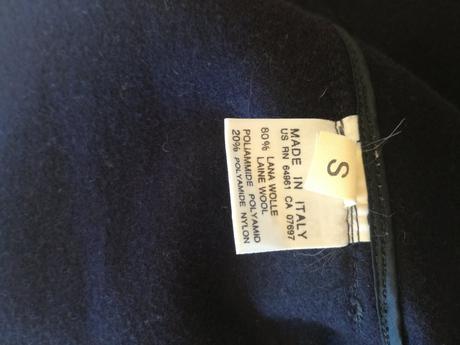 S
MADE IN ITALY
US RN 64961 CA 07697
80% LANA WOLLE
LAINE WOOL
POLIAMMIDE POLYAMID
20% POLYAMIDE NYLON